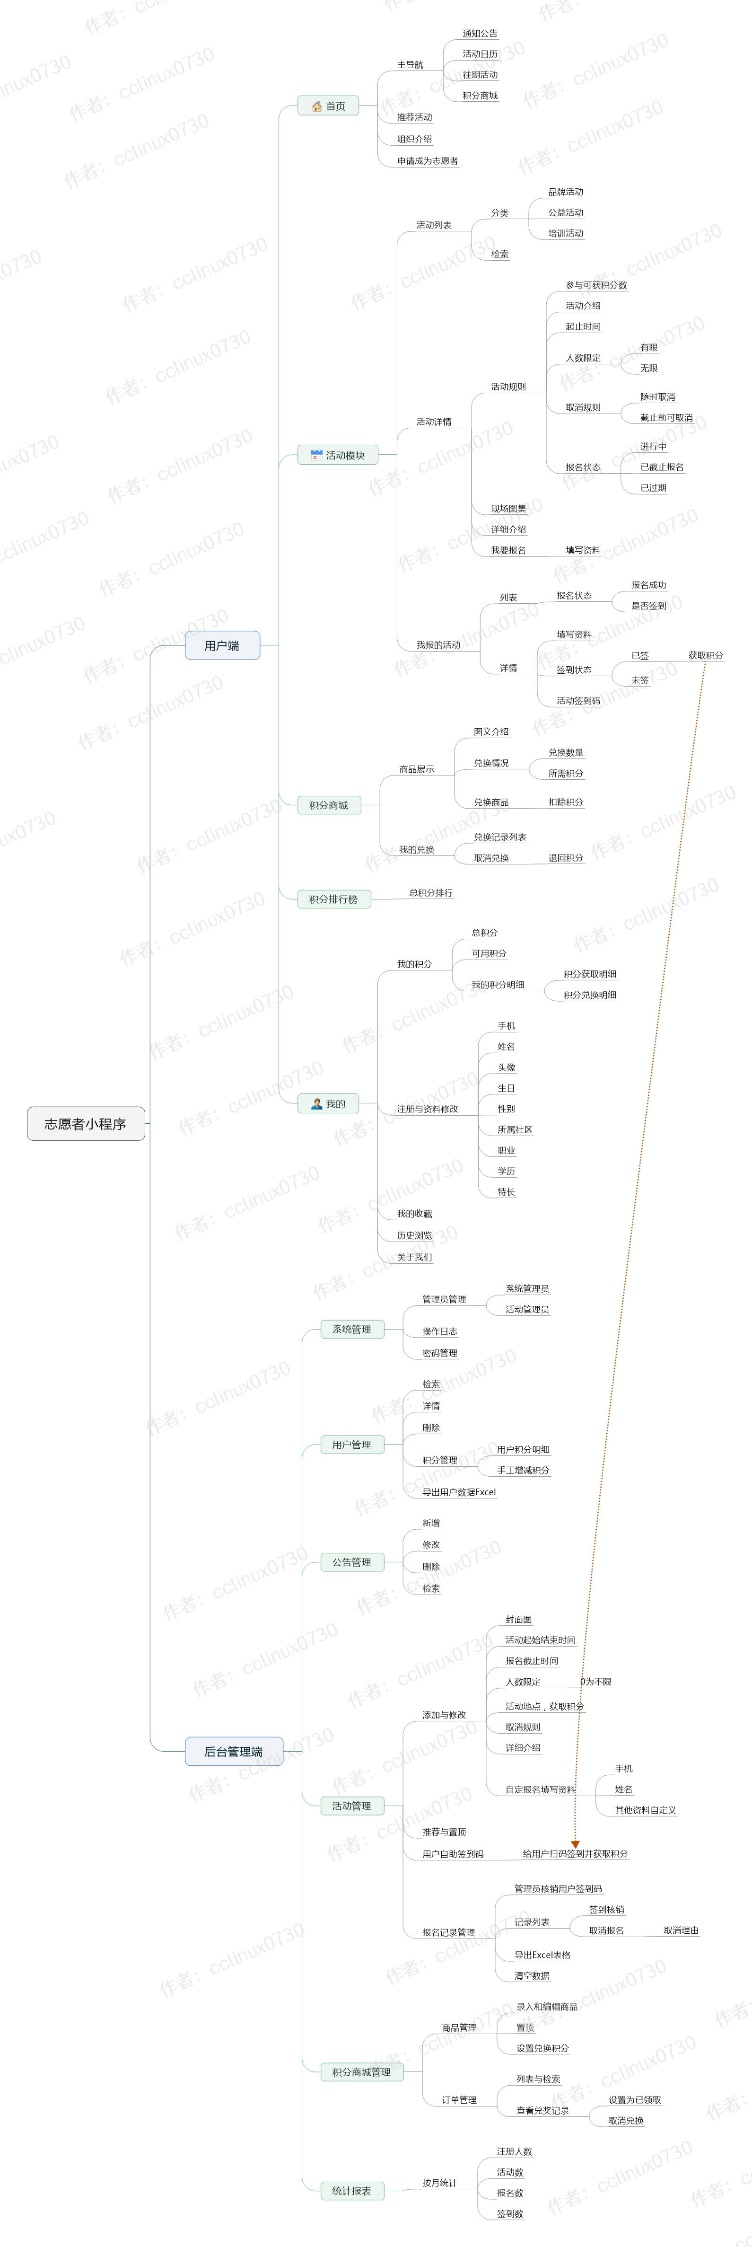 志愿者小程序
用户端
首页
主导航
通知公告
活动日历
往期活动
积分商城
推荐活动
组织介绍
申请成为志愿者
活动模块
活动列表
分类
品牌活动
公益活动
培训活动
检索
活动详情
活动规则
参与可获积分数
活动介绍
起止时间
人数限定
有限
无限
取消规则
随时取消
截止前可取消
报名状态
进行中
已截止报名
已过期
现场图集
详细介绍
我要报名
填写资料
我报的活动
列表
报名状态
报名成功
是否签到
详情
填写资料
签到状态
已签
获取积分
未签
活动签到码
积分商城
商品展示
图文介绍
兑换情况
兑换数量
所需积分
兑换商品
扣除积分
我的兑换
兑换记录列表
取消兑换
退回积分
积分排行榜
总积分排行
我的
我的积分
总积分
可用积分
我的积分明细
积分获取明细
积分兑换明细
注册与资料修改
手机
姓名
头像
生日
性别
所属社区
职业
学历
特长
我的收藏
历史浏览
关于我们
后台管理端
系统管理
管理员管理
系统管理员
活动管理员
操作日志
密码管理
用户管理
检索
详情
删除
积分管理
用户积分明细
手工增减积分
导出用户数据Excel
公告管理
新增
修改
删除
检索
活动管理
添加与修改
封面图
活动起始结束时间
报名截止时间
人数限定
0为不限
活动地点，获取积分
取消规则
详细介绍
自定报名填写资料
手机
姓名
其他资料自定义
推荐与置顶
用户自助签到码
给用户扫码签到并获取积分
报名记录管理
管理员核销用户签到码
记录列表
签到核销
取消报名
取消理由
导出Excel表格
清空数据
积分商城管理
商品管理
录入和编辑商品
置顶
设置兑换积分
订单管理
列表与检索
查看兑奖记录
设置为已领取
取消兑换
统计报表
按月统计
注册人数
活动数
报名数
签到数
作者：cclinux0730